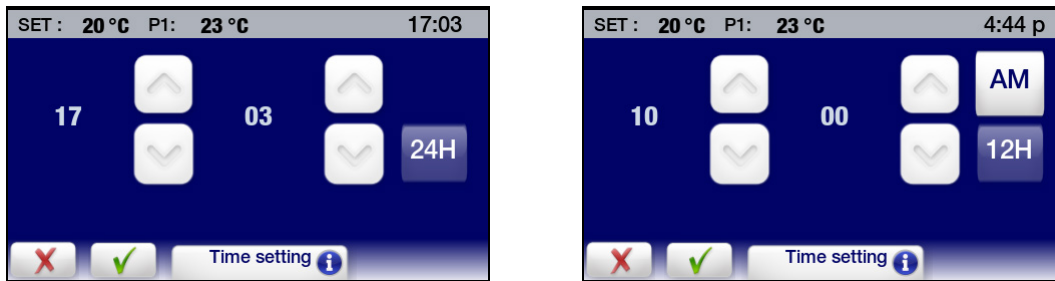 SET : 20 °C P1: 23 °C 17:03
17 03
24H
Time setting i
SET : 20 °C P1: 23 °C 4:44 p
AM
10 00
12H
Time setting i